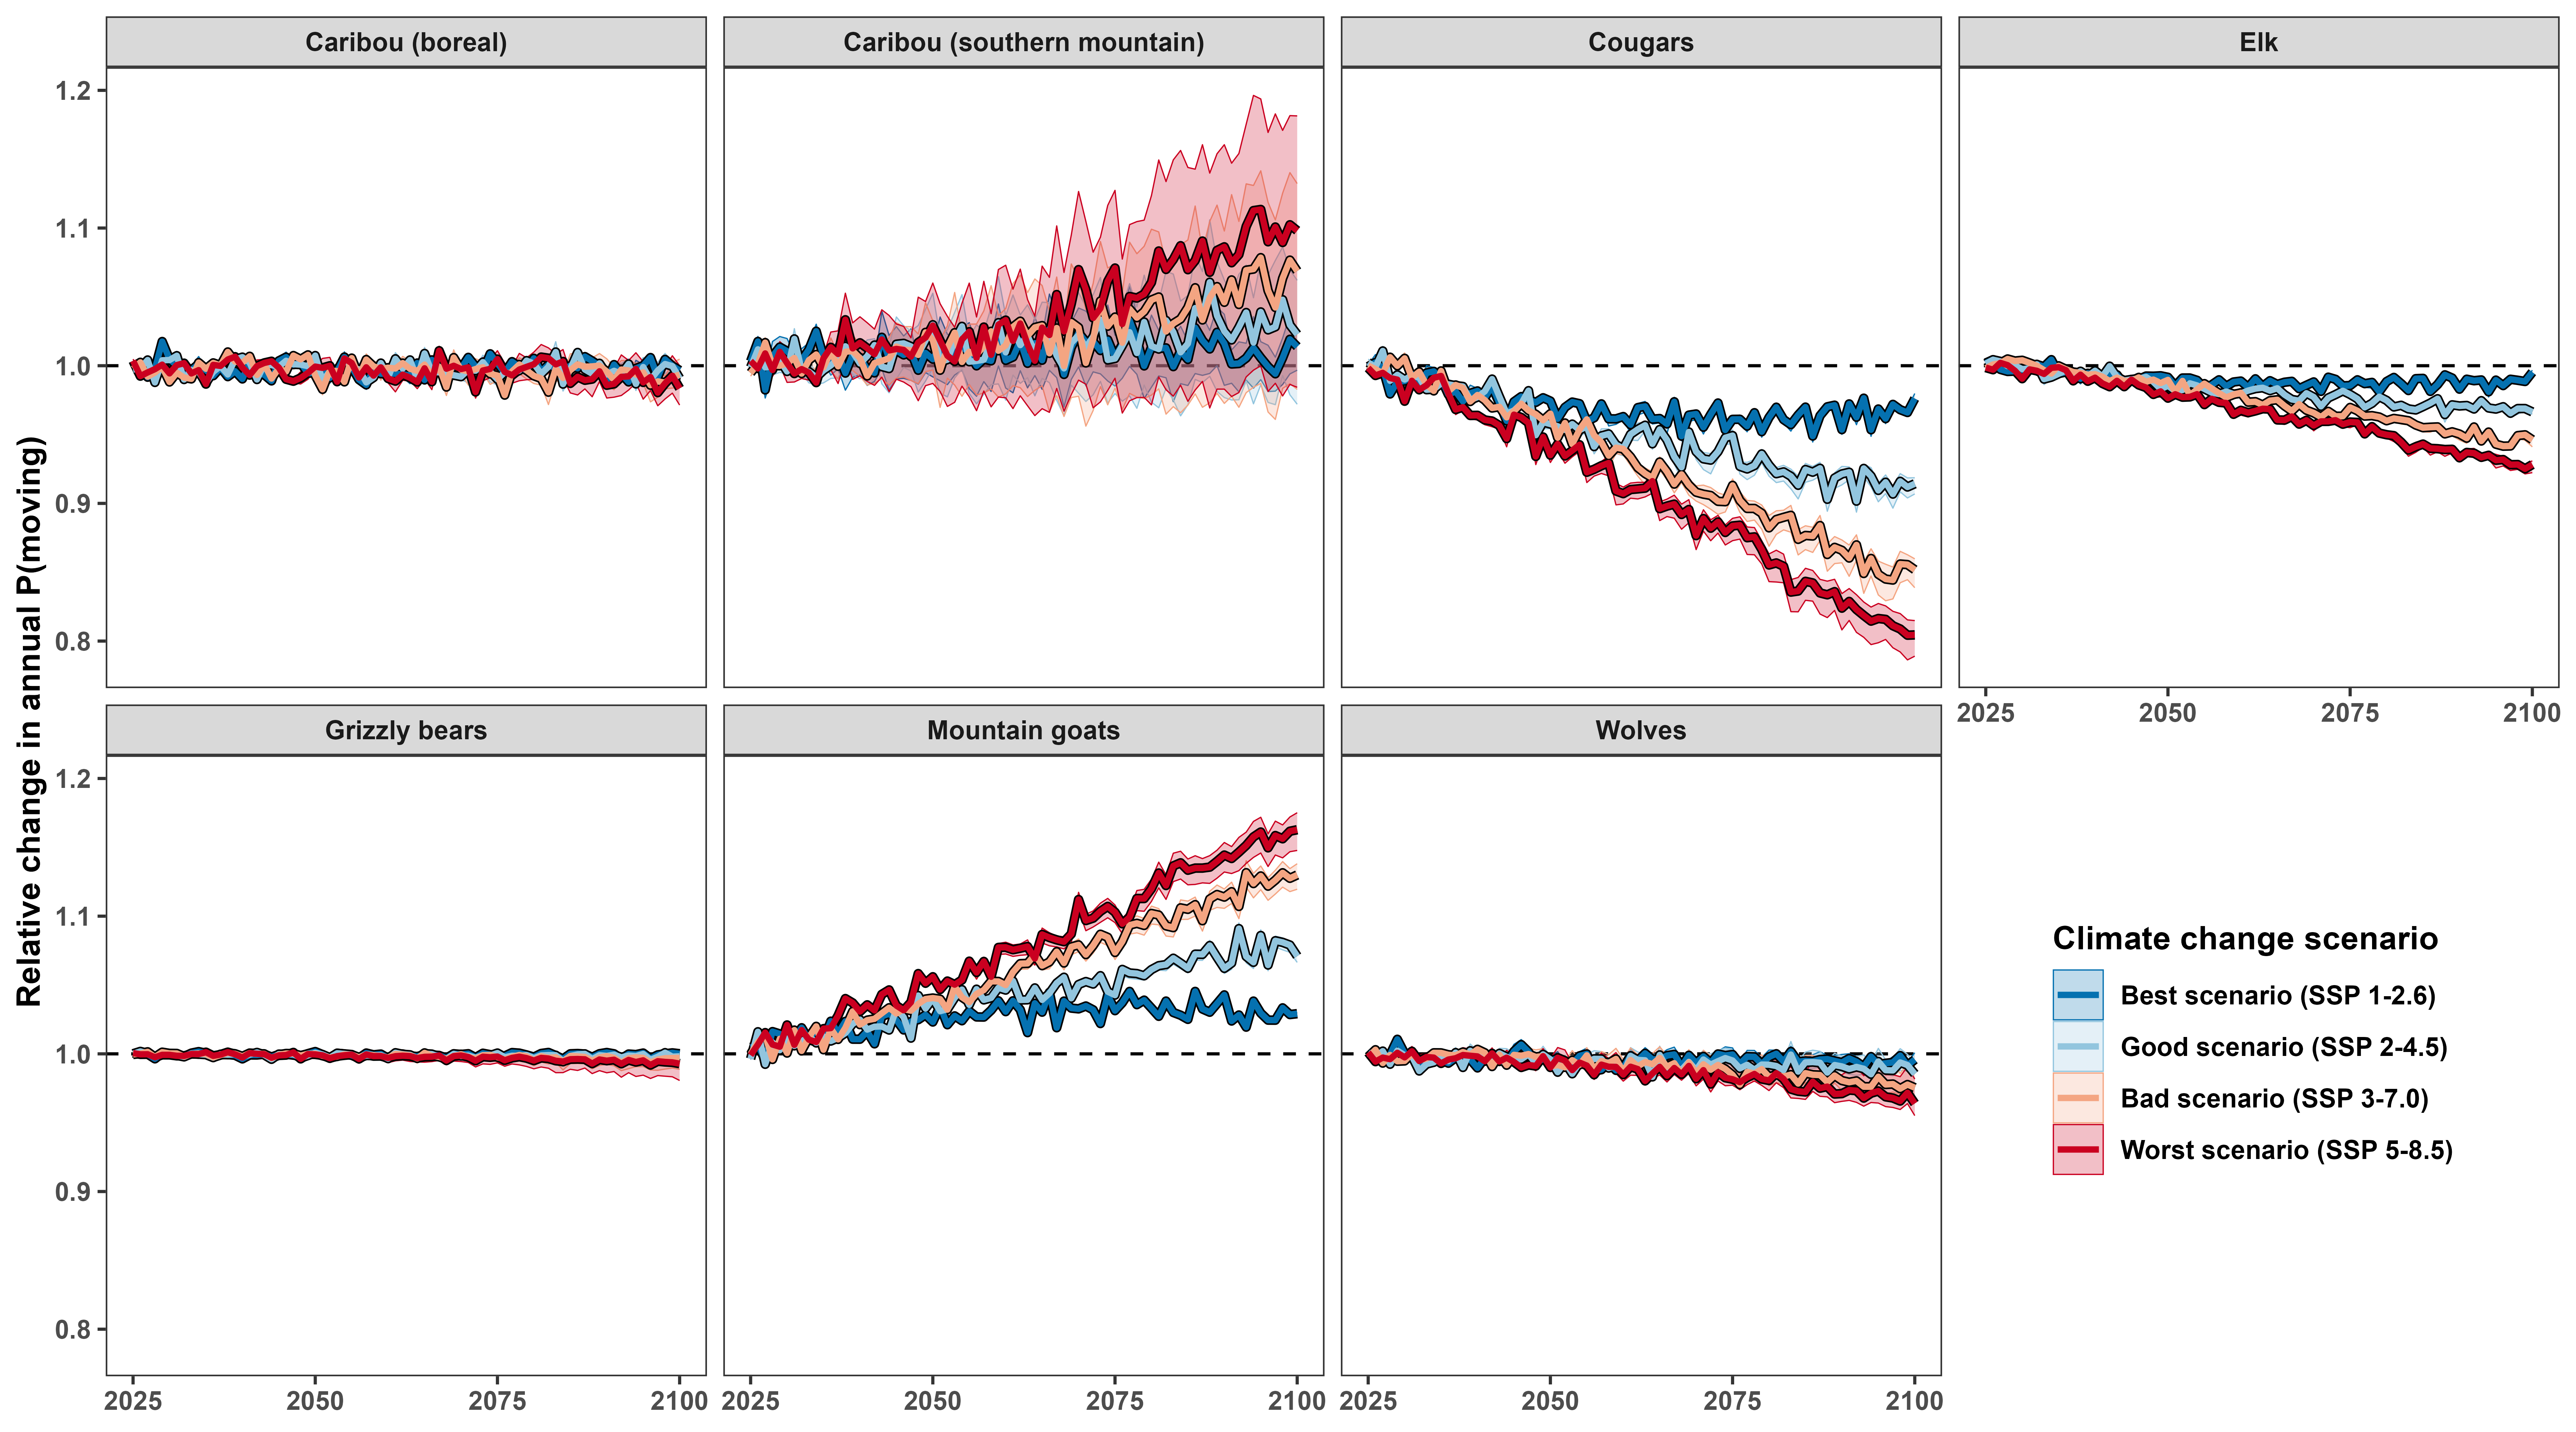 Caribou (boreal)
Caribou (southern mountain)
Cougars
Elk
1.2
1.1
1.0
0.9
0.8
2025 2050 2075 2100
Relative change in annual P(moving)
Grizzly bears
Mountain goats
Wolves
1.2
1.1
1.0
0.9
0.8
2025 2050 2075 2100
2025 2050 2075 2100
2025 2050 2075 2100
Climate change scenario
Best scenario (SSP 1-2.6)
Good scenario (SSP 2-4.5)
Bad scenario (SSP 3-7.0)
Worst scenario (SSP 5-8.5)